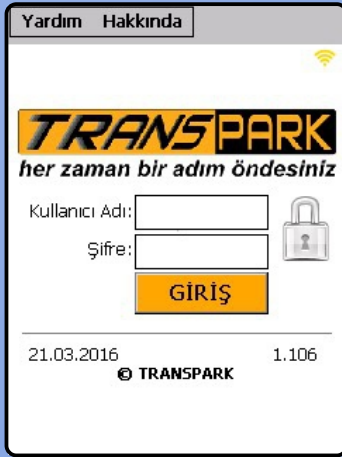 Yardım Hakkında
TRANSPARK
her zaman bir adım öndesiniz
Kullanıcı Adı:
Şifre:
GİRİŞ
21.03.2016 1.106
© TRANSPARK